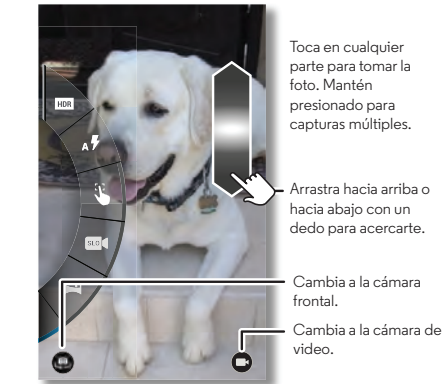 Toca en cualquier
parte para tomar la
foto. Mantén
presionado para
capturas múltiples.
HDR
A
SLO
Arrastra hacia arriba o
hacia abajo con un
dedo para acercarte.
Cambia a la cámara
frontal.
Cambia a la cámara de
video.